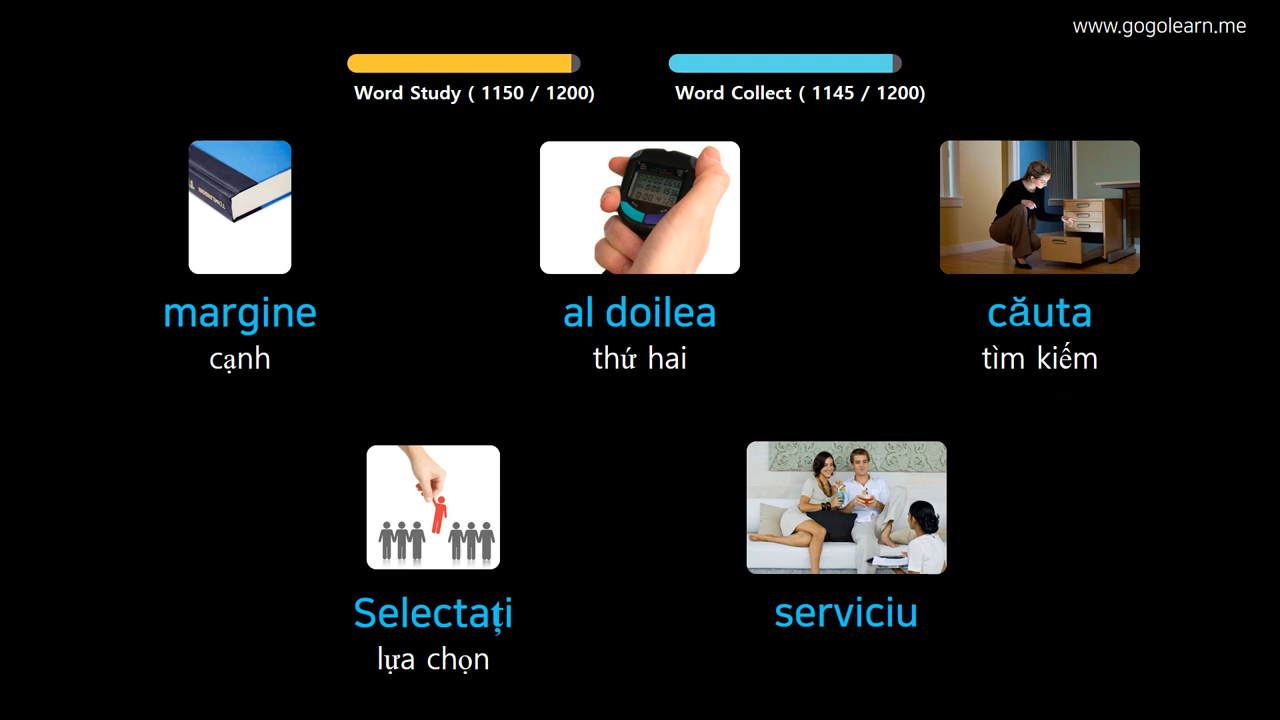 www.gogolearn.me
Word Study ( 1150 / 1200)
Word Collect ( 1145 / 1200)
margine
cạnh
al doilea
thứ hai
căuta
tìm kiếm
Selectați
lựa chọn
serviciu